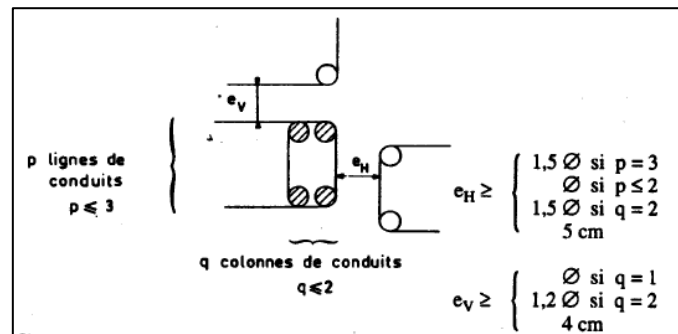 e_V
p lignes de
conduits
p ⩽ 3
e_H
q colonnes de conduits
q⩽2
e_H ≥ { 1,5 Ø si p = 3
Ø si p ≤ 2
1,5 Ø si q = 2
5 cm
e_V ≥ { Ø si q = 1
1,2 Ø si q = 2
4 cm